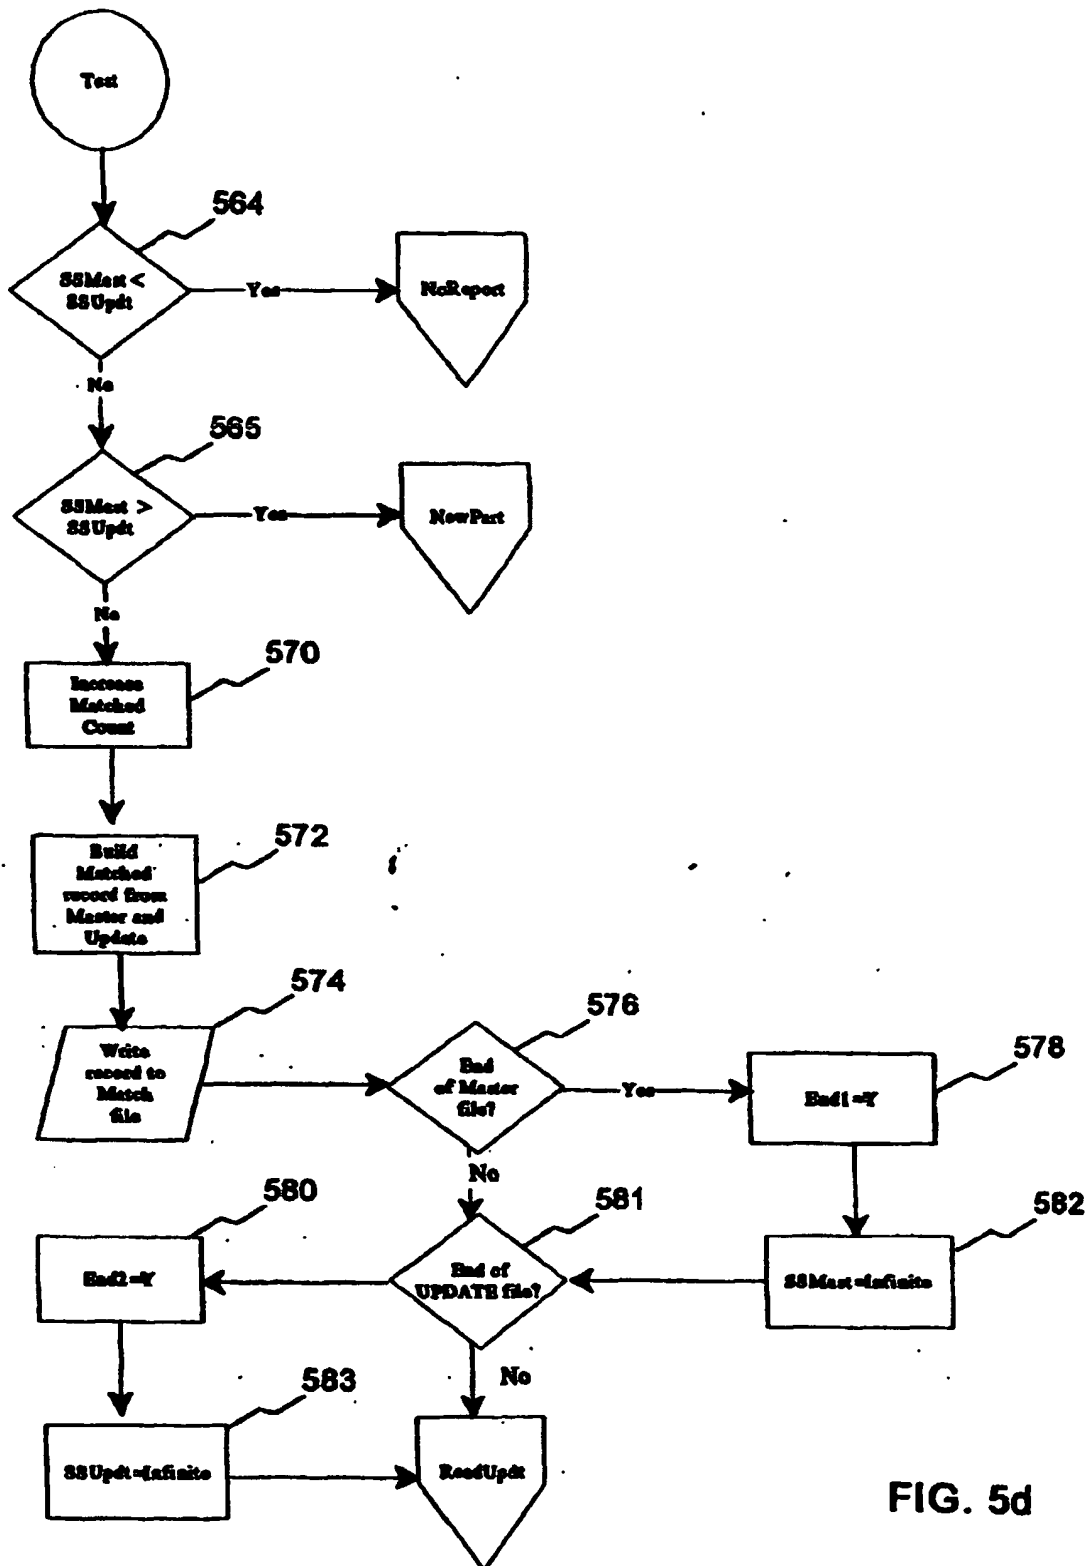 Test
564
SSMast <
SSUpdt
Yes
NoReport
No
565
SSMast >
SSUpdt
Yes
NewPart
No
570
Increase
Matched
Count
572
Build
Matched
record from
Master and
Update
574
Write
record to
Match
file
576
End
of Master
file?
Yes
578
End1=Y
No
580
End2=Y
581
End of
UPDATE file?
582
SSMast=Infinite
No
583
SSUpdt=Infinite
ReadUpdt
FIG. 5d